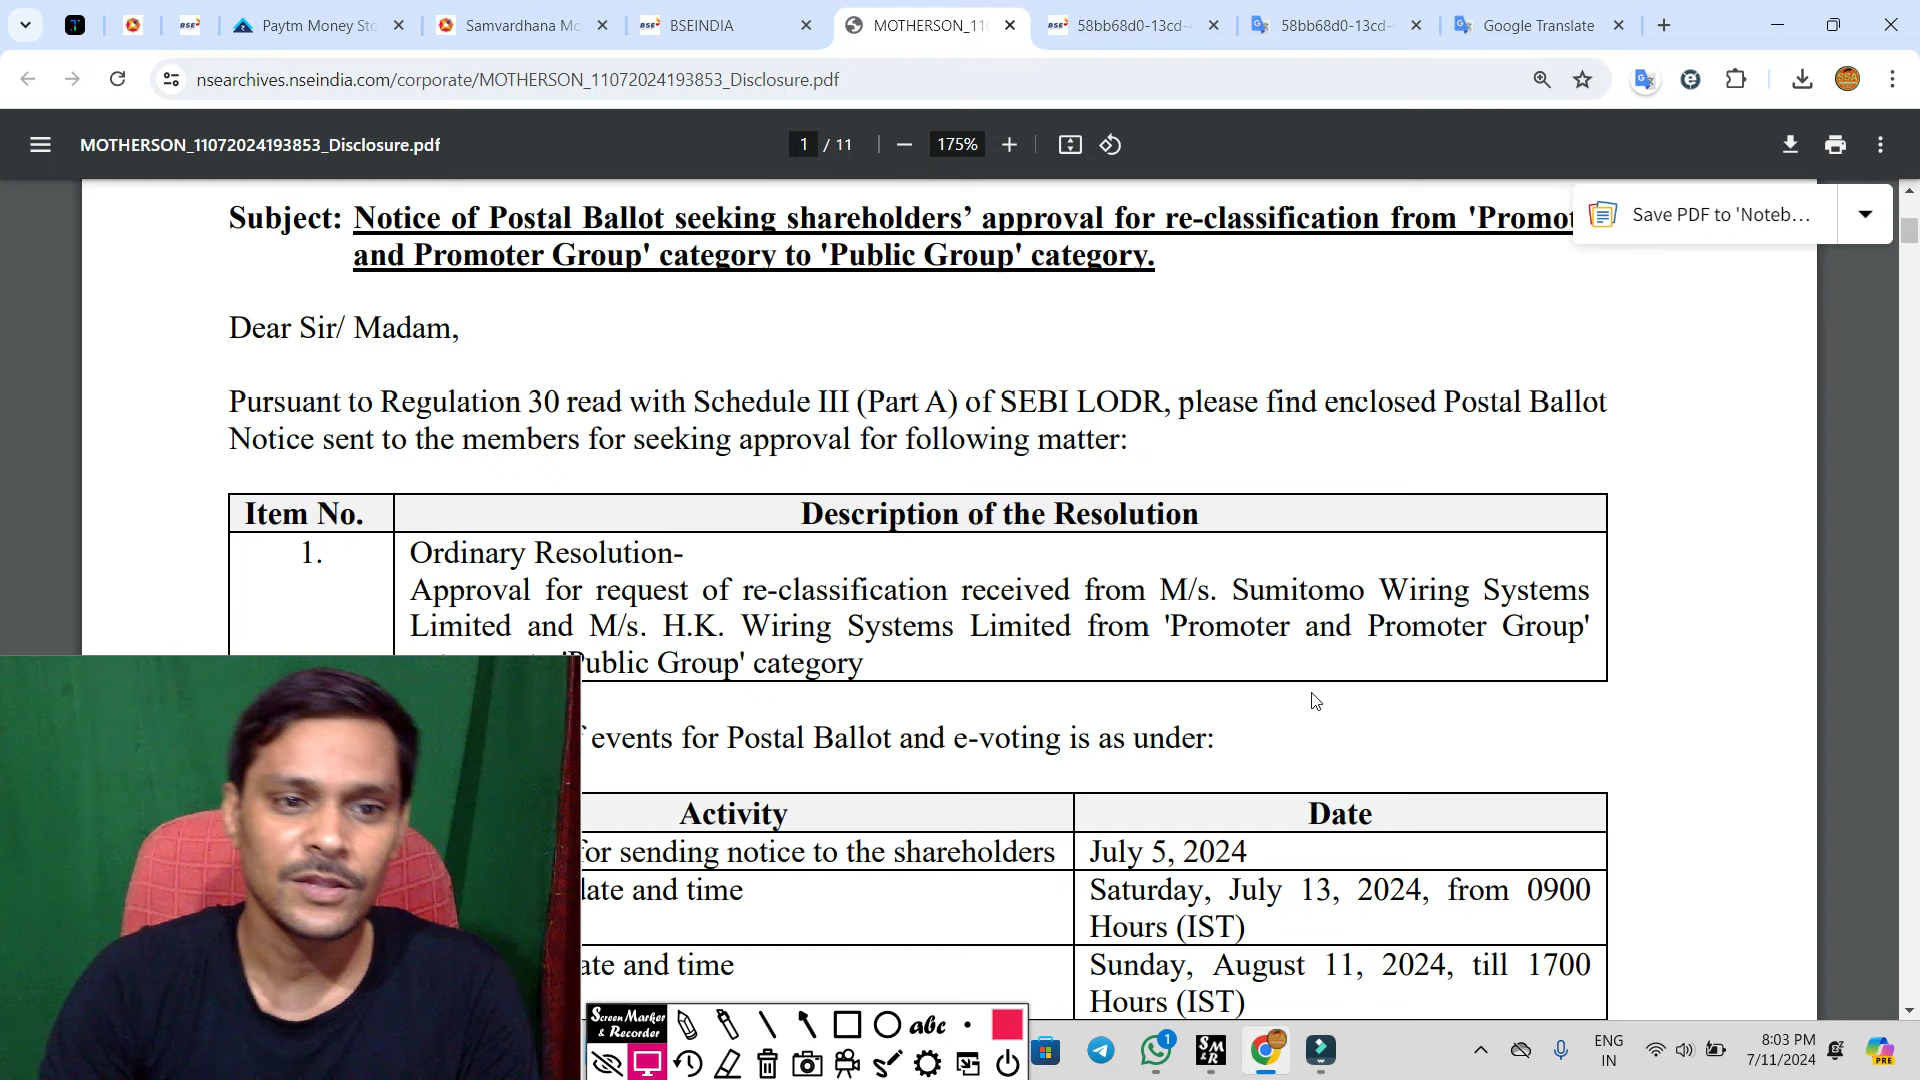 Paytm Money Sto
Samvardhana Mo
BSE
BSEINDIA
MOTHERSON_110
BSE
58bb68d0-13cd-
58bb68d0-13cd-
Google Translate
nsearchives.nseindia.com/corporate/MOTHERSON_11072024193853_Disclosure.pdf
MOTHERSON_11072024193853_Disclosure.pdf
1 / 11
175%
Save PDF to 'Noteb...
Subject: Notice of Postal Ballot seeking shareholders’ approval for re-classification from 'Promot
and Promoter Group' category to 'Public Group' category.
Dear Sir/ Madam,
Pursuant to Regulation 30 read with Schedule III (Part A) of SEBI LODR, please find enclosed Postal Ballot
Notice sent to the members for seeking approval for following matter:
Item No. Description of the Resolution
1. Ordinary Resolution-
Approval for request of re-classification received from M/s. Sumitomo Wiring Systems
Limited and M/s. H.K. Wiring Systems Limited from 'Promoter and Promoter Group'
'Public Group' category
events for Postal Ballot and e-voting is as under:
Activity Date
for sending notice to the shareholders July 5, 2024
date and time Saturday, July 13, 2024, from 0900
Hours (IST)
ate and time Sunday, August 11, 2024, till 1700
Hours (IST)
Screen Marker
& Recorder
abc
1
SM
&R
ENG
IN
8:03 PM
7/11/2024
PRE